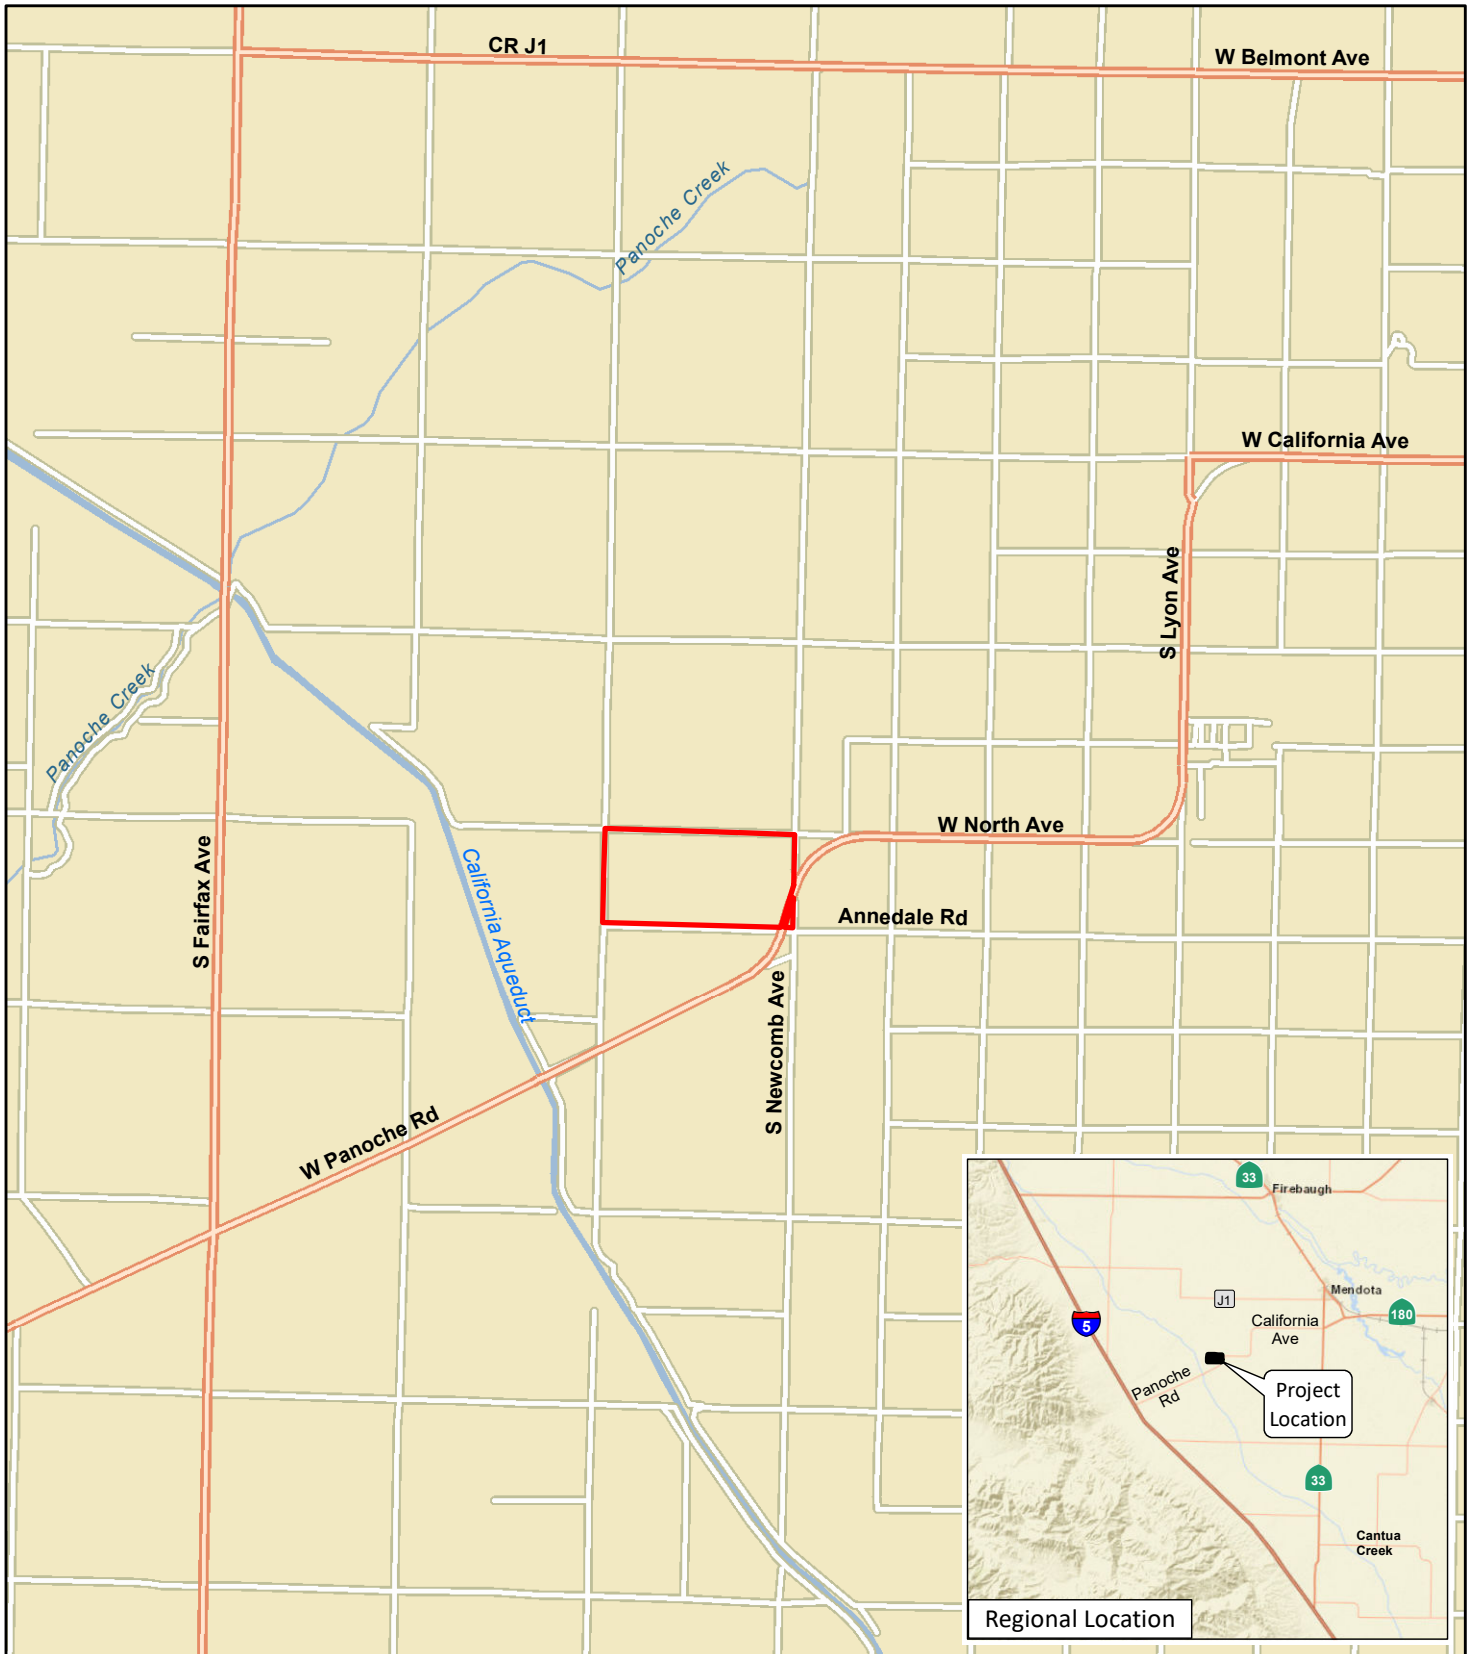 CR J1
W Belmont Ave
Panoche Creek
W California Ave
S Lyon Ave
Panoche Creek
W North Ave
S Fairfax Ave
California Aqueduct
Annedale Rd
S Newcomb Ave
W Panoche Rd
33
Firebaugh
Mendota
J1
180
5
California
Ave
Panoche
Rd
Project
Location
33
Cantua
Creek
Regional Location